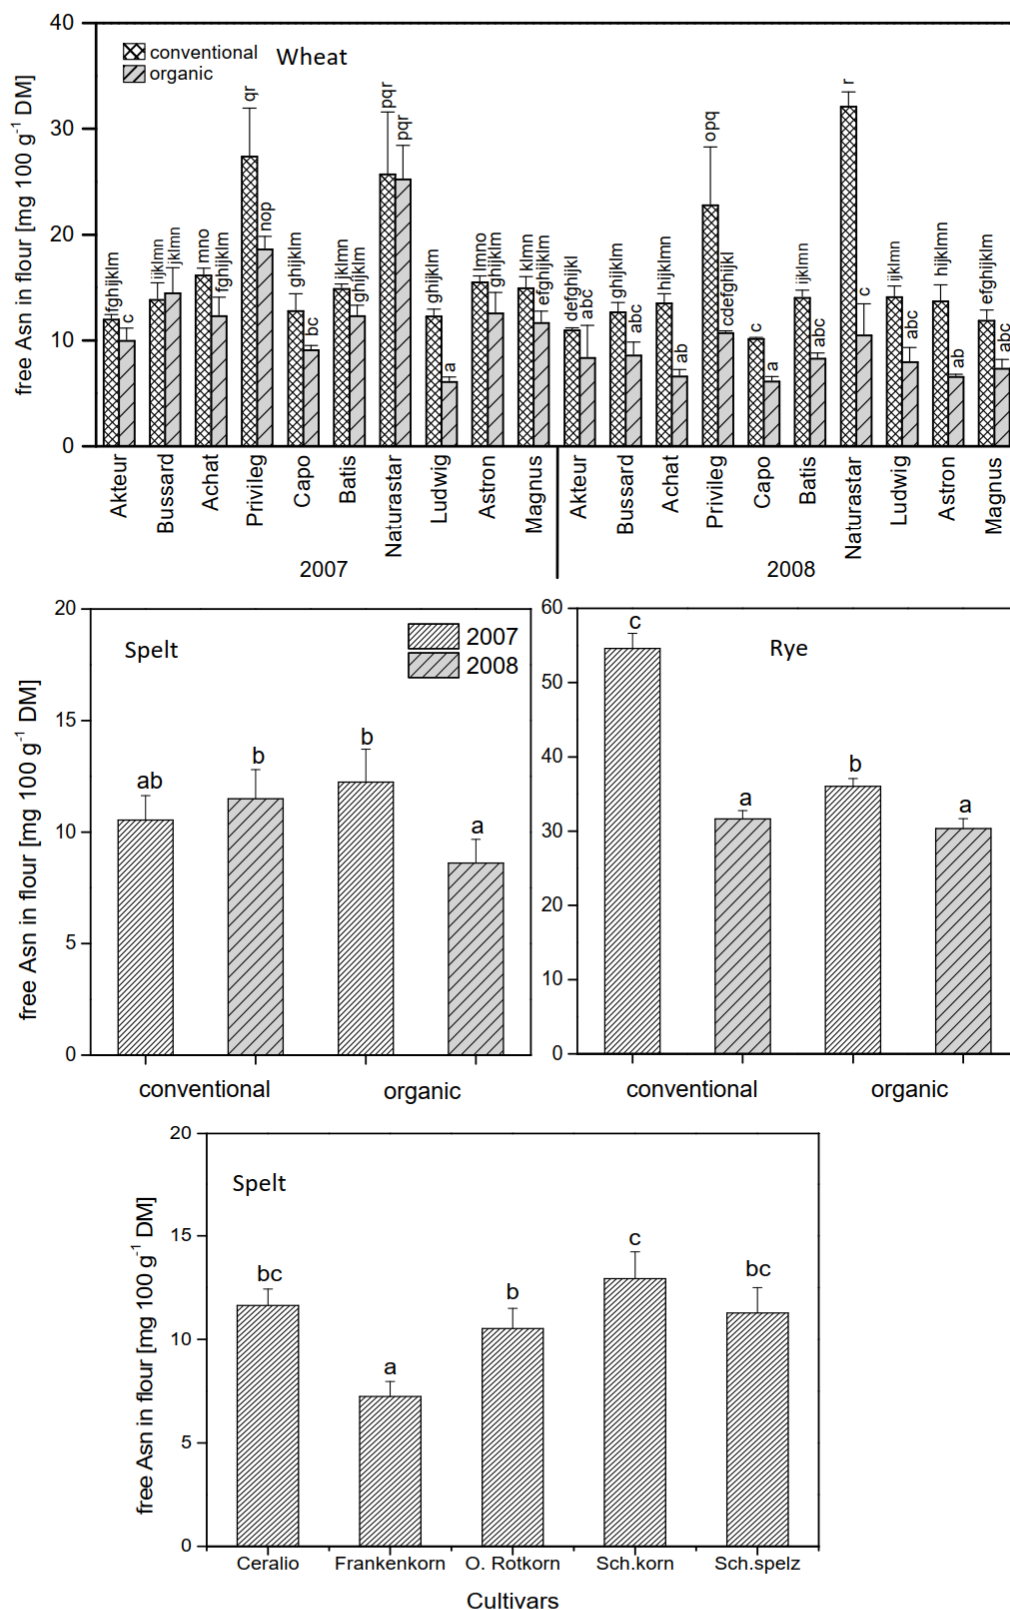 40
30
20
10
0
free Asn in flour [mg 100 g⁻¹ DM]
conventional
organic
Wheat
fghijklm
c
ijklmn
jklmn
mno
fghijklm
qr
nop
ghijklm
bc
ijklmn
ghijklm
pqr
pqr
ghijklm
a
lmno
ghijklm
klmn
efghijklm
defghijkl
abc
ghijklm
abc
hijklmn
ab
opq
cdefghijkl
c
a
ijklmn
abc
r
c
ijklmn
abc
hijklmn
ab
efghijklm
abc
Akteur
Bussard
Achat
Privileg
Capo
Batis
Naturastar
Ludwig
Astron
Magnus
Akteur
Bussard
Achat
Privileg
Capo
Batis
Naturastar
Ludwig
Astron
Magnus
2007
2008
20
15
10
5
0
free Asn in flour [mg 100 g⁻¹ DM]
Spelt
2007
2008
ab
b
b
a
conventional
organic
60
50
40
30
20
10
0
Rye
c
a
b
a
conventional
organic
20
15
10
5
0
free Asn in flour [mg 100 g⁻¹ DM]
Spelt
bc
a
b
c
bc
Ceralio
Frankenkorn
O. Rotkorn
Sch.korn
Sch.spelz
Cultivars